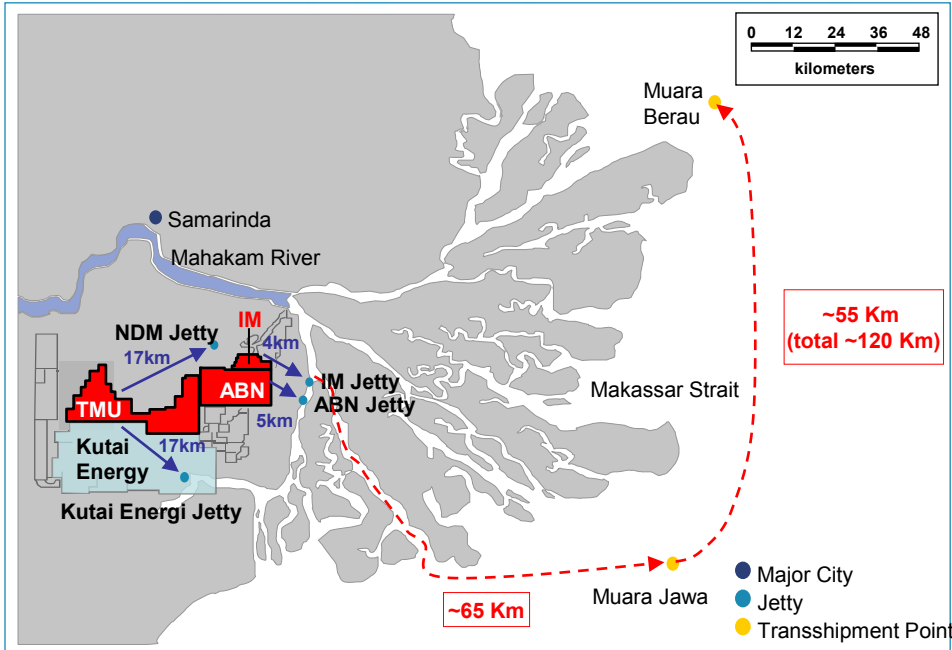 0 12 24 36 48
kilometers
Muara
Berau
Samarinda
Mahakam River
~55 Km
(total ~120 Km)
NDM Jetty
IM
17km
4km
IM Jetty
ABN Jetty
Makassar Strait
TMU
ABN
5km
17km
Kutai
Energy
Kutai Energi Jetty
~65 Km
Muara Jawa
Major City
Jetty
Transshipment Point